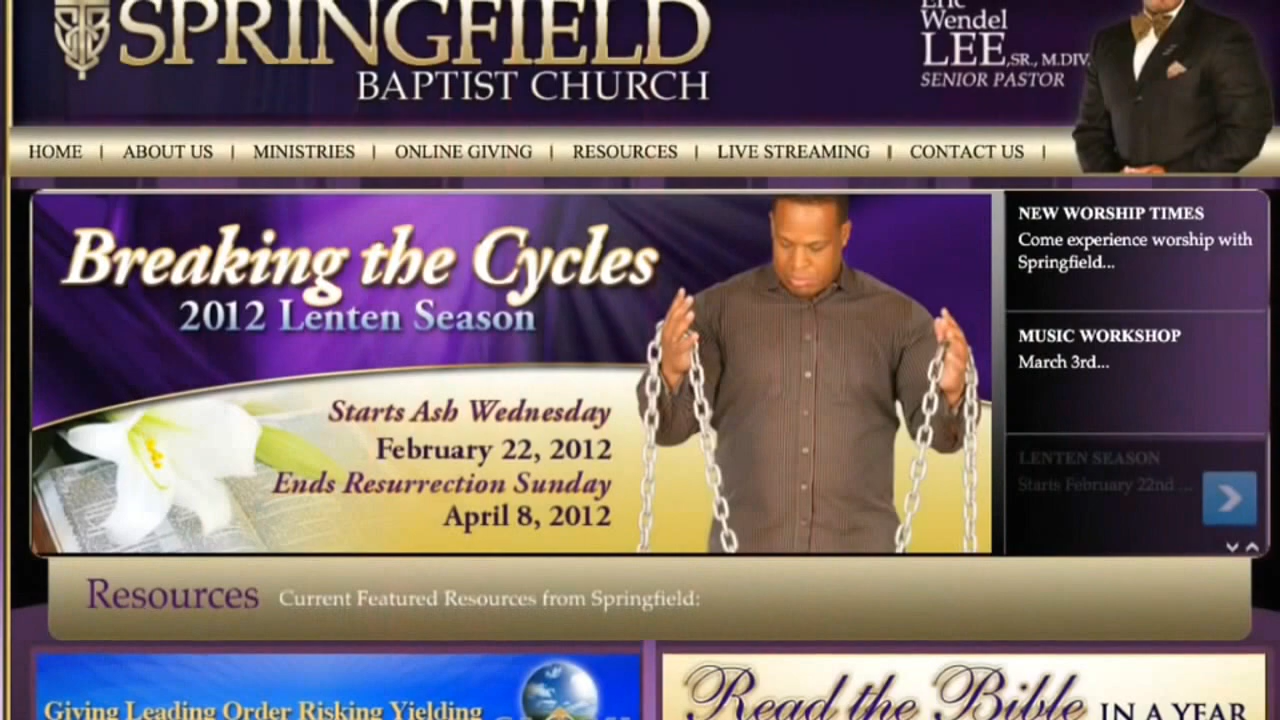 SPRINGFIELD
BAPTIST CHURCH
Eric
Wendel
LEE,SR., M.DIV.
SENIOR PASTOR
HOME | ABOUT US | MINISTRIES | ONLINE GIVING | RESOURCES | LIVE STREAMING | CONTACT US |
Breaking the Cycles
2012 Lenten Season
Starts Ash Wednesday
February 22, 2012
Ends Resurrection Sunday
April 8, 2012
NEW WORSHIP TIMES
Come experience worship with
Springfield...
MUSIC WORKSHOP
March 3rd...
LENTEN SEASON
Starts February 22nd ...
Resources Current Featured Resources from Springfield:
Giving Leading Order Risking Yielding
Read the Bible IN A YEAR